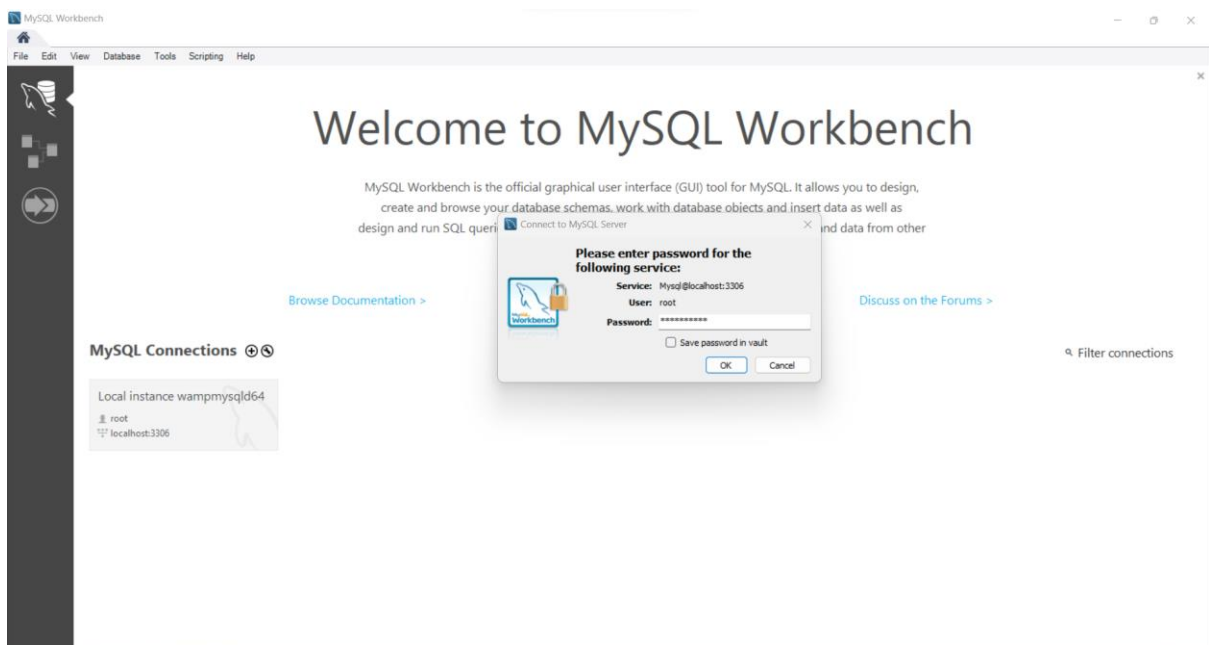 MySQL Workbench
File Edit View Database Tools Scripting Help
Welcome to MySQL Workbench
MySQL Workbench is the official graphical user interface (GUI) tool for MySQL. It allows you to design,
create and browse your database schemas, work with database objects and insert data as well as
design and run SQL queri
nd data from other
Connect to MySQL Server
Please enter password for the
following service:
Service: Mysql@localhost:3306
User: root
Password: **********
Save password in vault
OK Cancel
MySQL
Workbench
Browse Documentation >
Discuss on the Forums >
MySQL Connections
Filter connections
Local instance wampmysqld64
root
localhost:3306